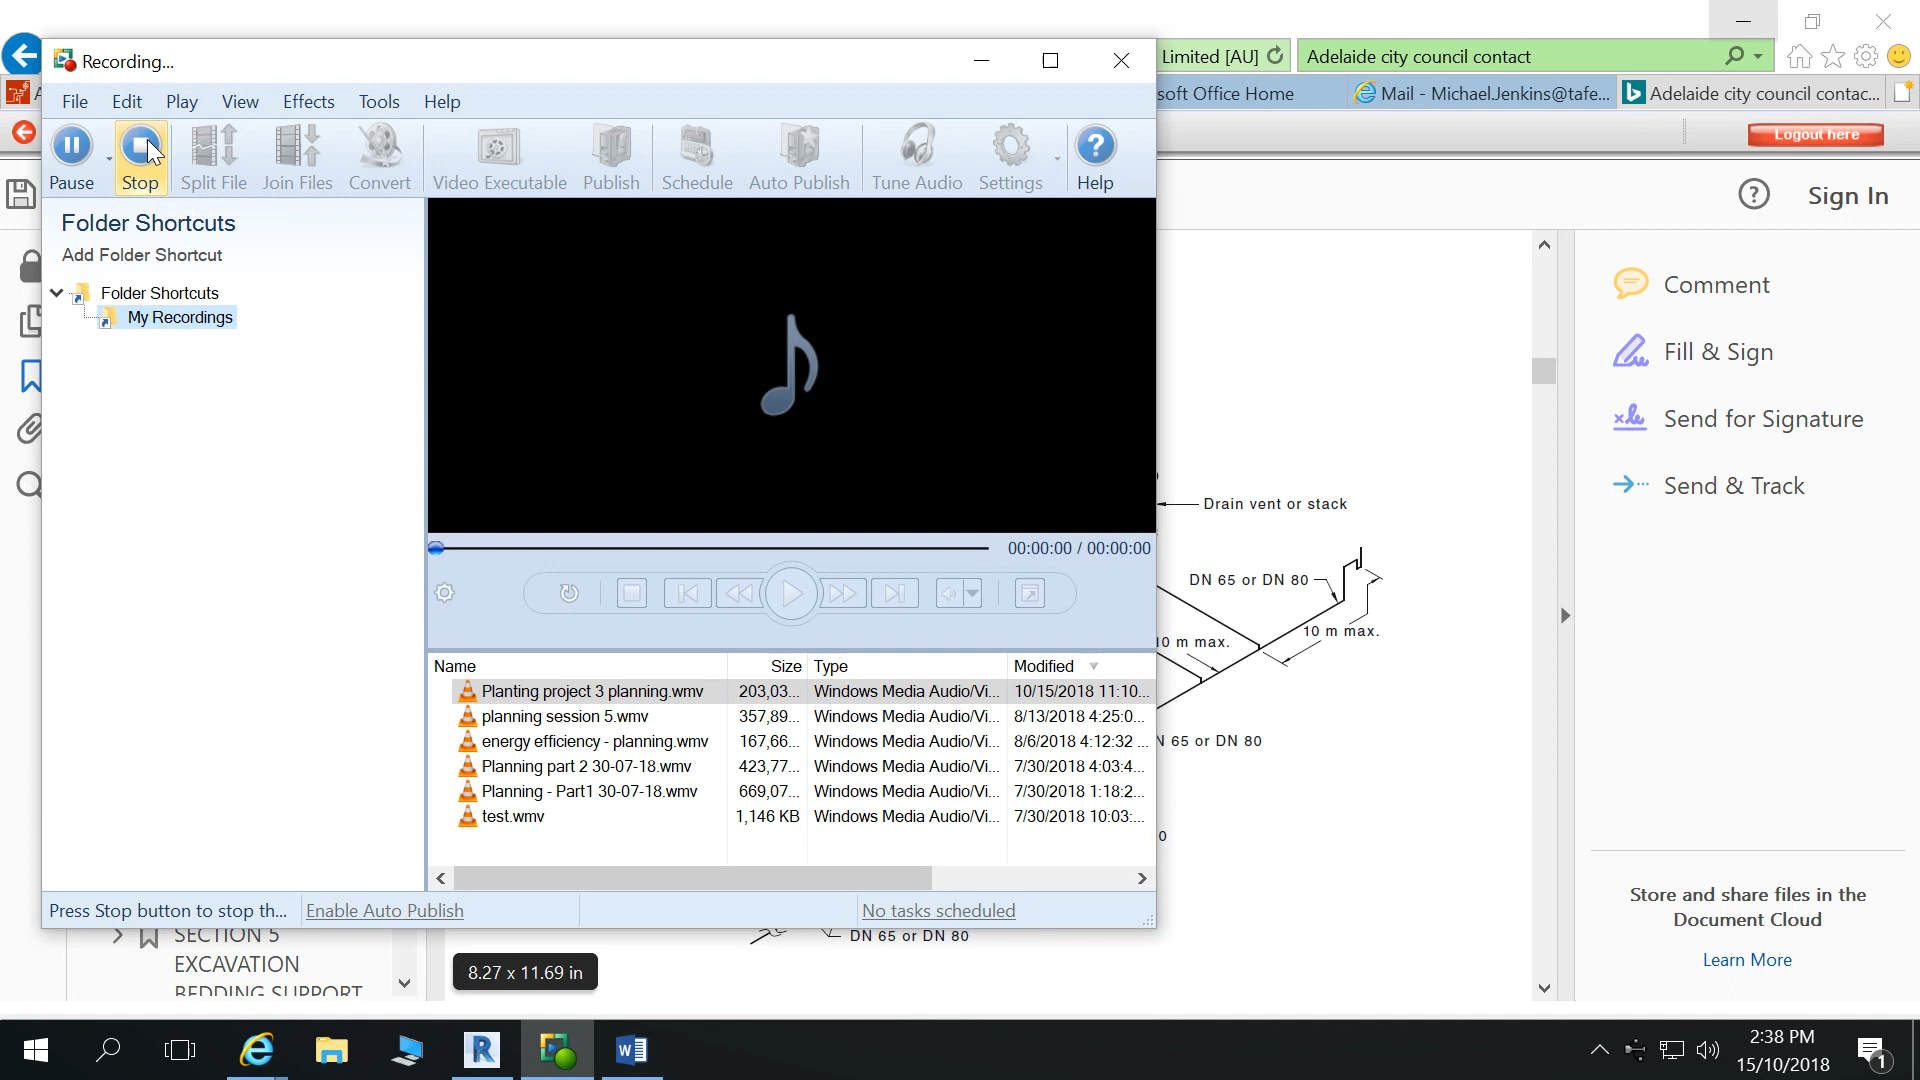 Recording...
Limited [AU]
Adelaide city council contact
File Edit Play View Effects Tools Help
soft Office Home
Mail - Michael.Jenkins@tafe...
Adelaide city council contac...
Logout here
Pause Stop Split File Join Files Convert Video Executable Publish Schedule Auto Publish Tune Audio Settings Help
Sign In
Folder Shortcuts
Add Folder Shortcut
Folder Shortcuts
My Recordings
Comment
Fill & Sign
Send for Signature
Send & Track
Drain vent or stack
00:00:00 / 00:00:00
DN 65 or DN 80
10 m max.
10 m max.
Name Size Type Modified
Planting project 3 planning.wmv 203,03... Windows Media Audio/Vi... 10/15/2018 11:10...
planning session 5.wmv 357,89... Windows Media Audio/Vi... 8/13/2018 4:25:0...
energy efficiency - planning.wmv 167,66... Windows Media Audio/Vi... 8/6/2018 4:12:32 ...
N 65 or DN 80
Planning part 2 30-07-18.wmv 423,77... Windows Media Audio/Vi... 7/30/2018 4:03:4...
Planning - Part1 30-07-18.wmv 669,07... Windows Media Audio/Vi... 7/30/2018 1:18:2...
test.wmv 1,146 KB Windows Media Audio/Vi... 7/30/2018 10:03:...
0
Press Stop button to stop th... Enable Auto Publish No tasks scheduled
Store and share files in the
Document Cloud
Learn More
SECTION 5
EXCAVATION
BEDDING SUPPORT
DN 65 or DN 80
8.27 x 11.69 in
2:38 PM
15/10/2018
1